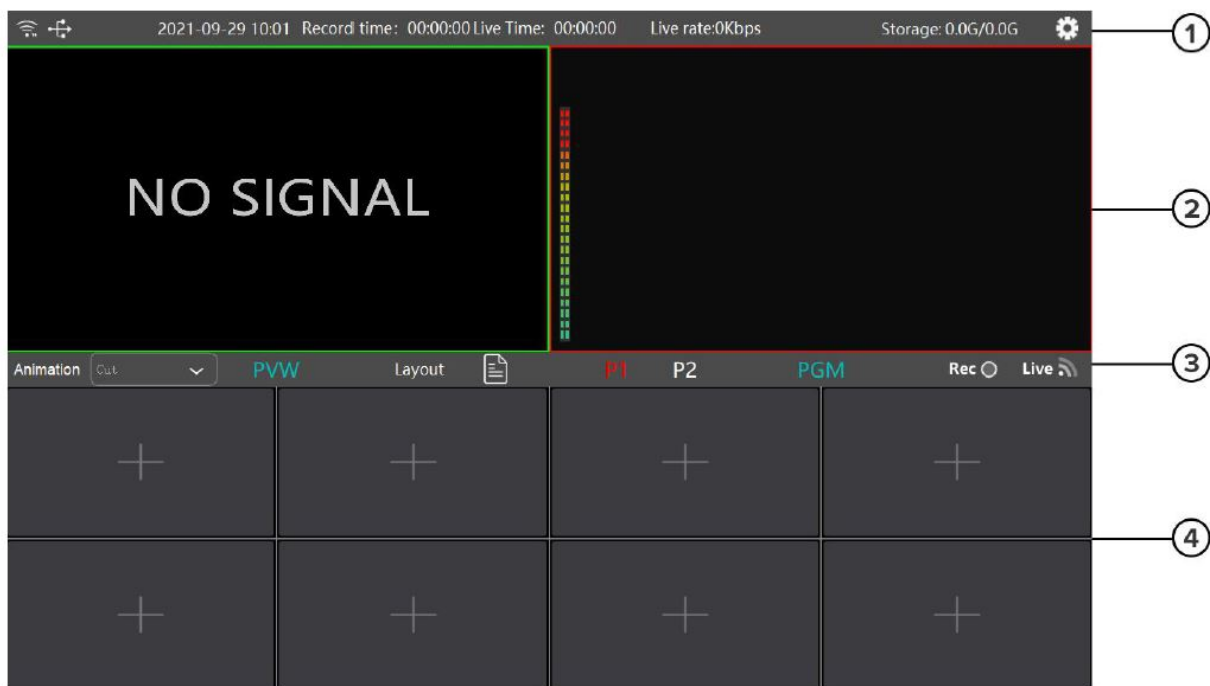 2021-09-29 10:01 Record time: 00:00:00 Live Time: 00:00:00 Live rate:0Kbps Storage: 0.0G/0.0G
1
NO SIGNAL
2
Animation Cut PVW Layout P1 P2 PGM Rec Live
3
4